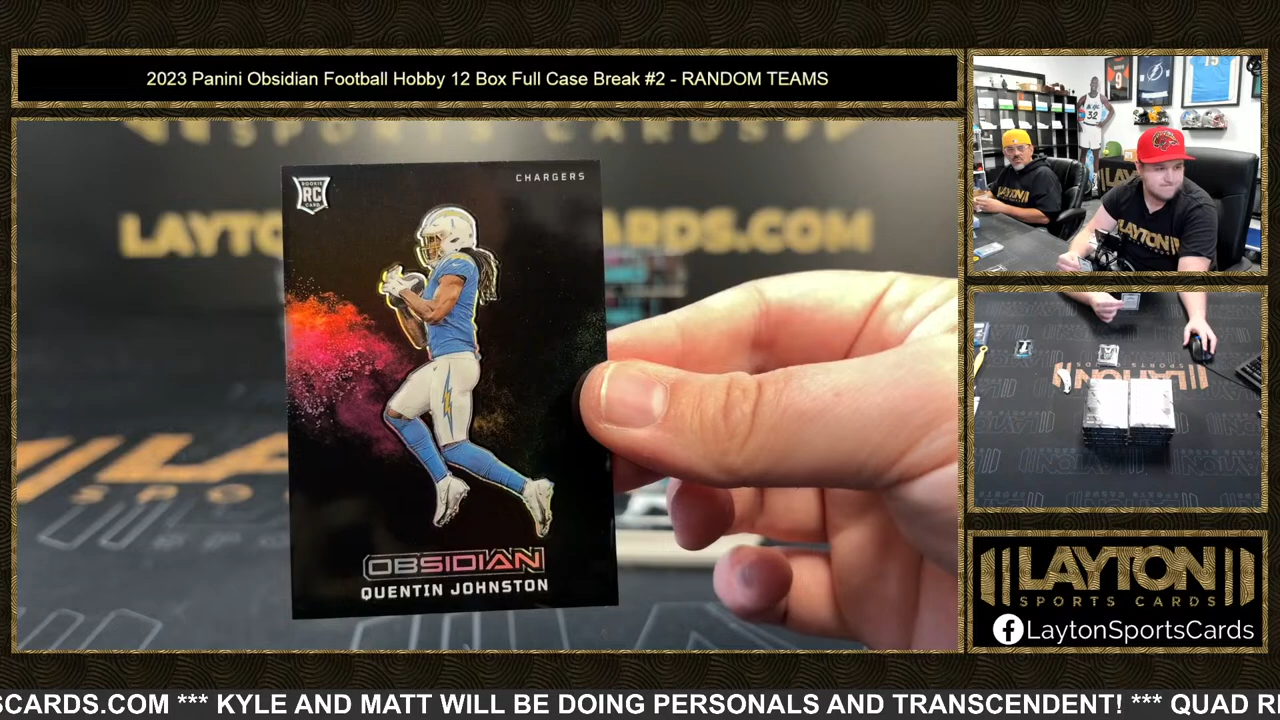 2023 Panini Obsidian Football Hobby 12 Box Full Case Break #2 - RANDOM TEAMS
ROOKIE
RC
CARD
CHARGERS
OBSIDIAN
QUENTIN JOHNSTON
LAYTON
SPORTS CARDS
LaytonSportsCards
SCARDS.COM *** KYLE AND MATT WILL BE DOING PERSONALS AND TRANSCENDENT! *** QUAD